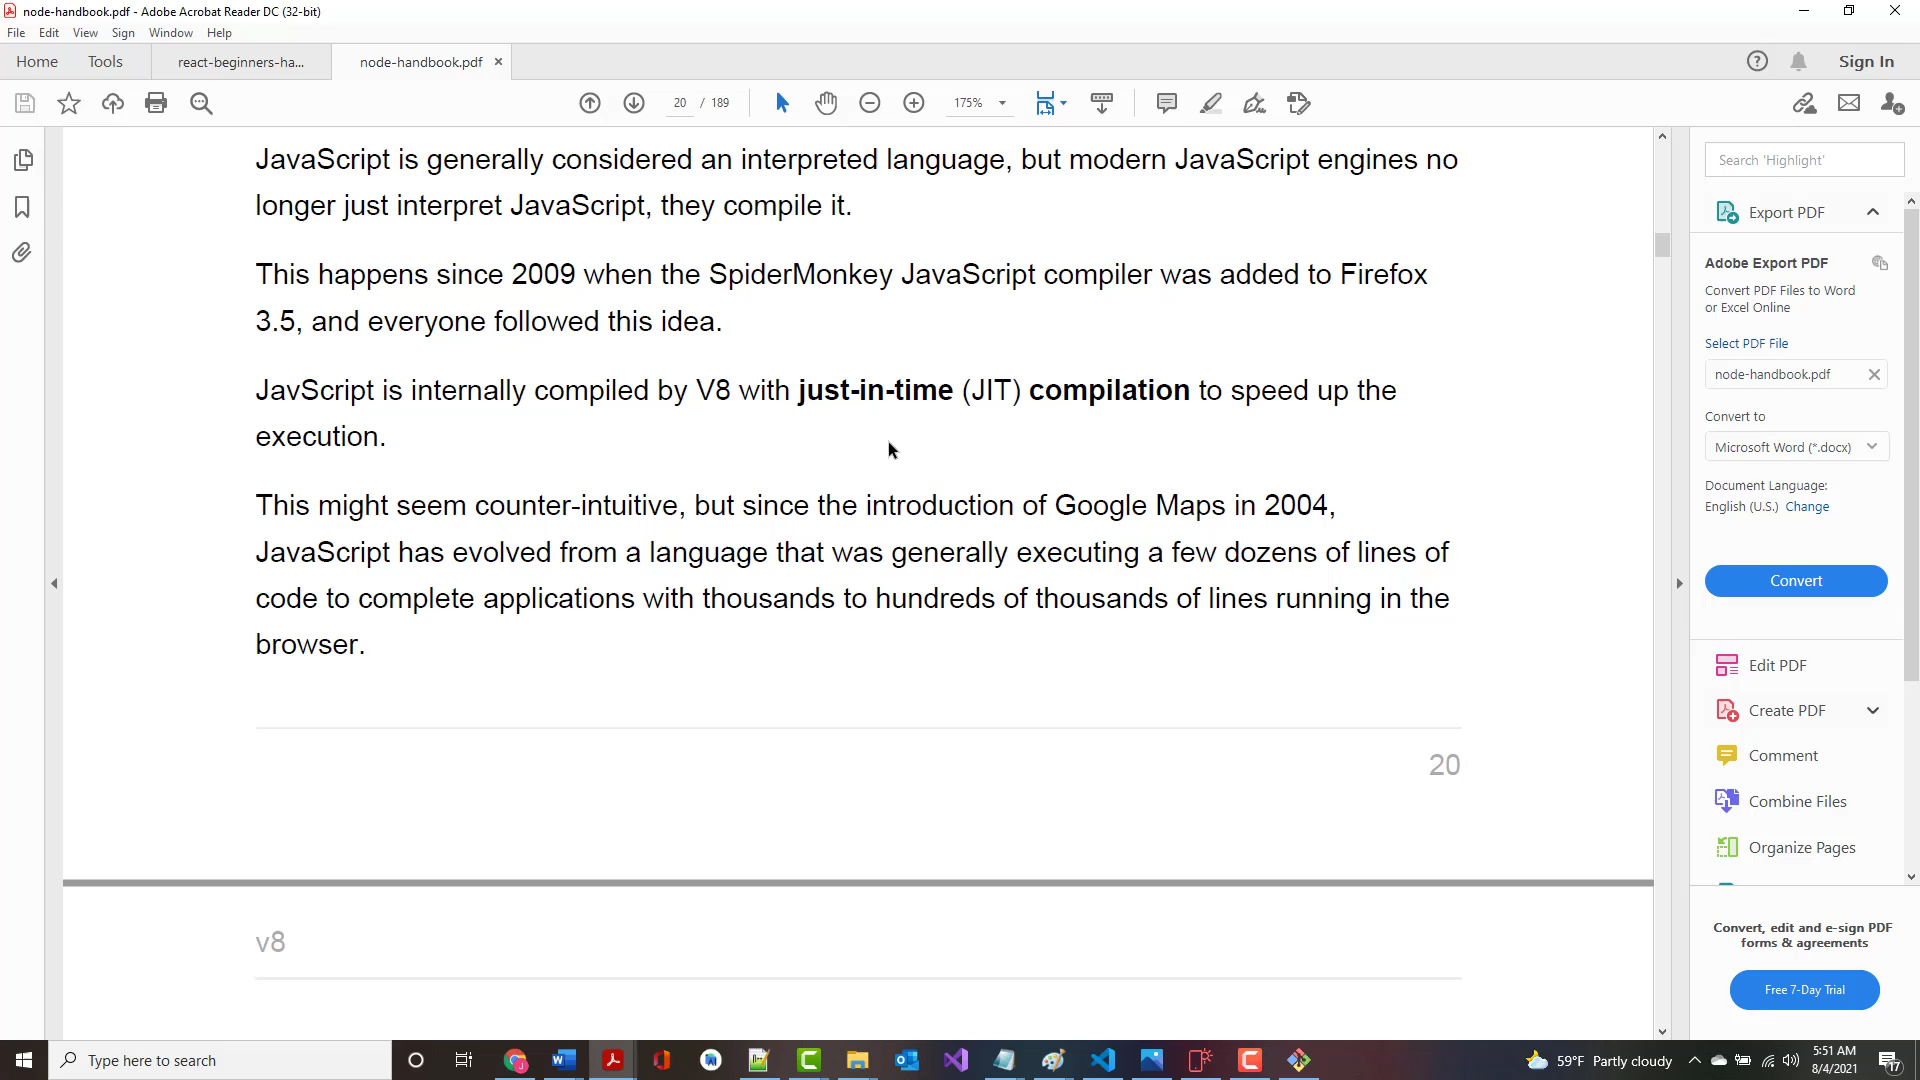 node-handbook.pdf - Adobe Acrobat Reader DC (32-bit)
File Edit View Sign Window Help
Home Tools react-beginners-ha... node-handbook.pdf × Sign In
20 / 189 175%
JavaScript is generally considered an interpreted language, but modern JavaScript engines no
longer just interpret JavaScript, they compile it.
This happens since 2009 when the SpiderMonkey JavaScript compiler was added to Firefox
3.5, and everyone followed this idea.
JavScript is internally compiled by V8 with just-in-time (JIT) compilation to speed up the
execution.
This might seem counter-intuitive, but since the introduction of Google Maps in 2004,
JavaScript has evolved from a language that was generally executing a few dozens of lines of
code to complete applications with thousands to hundreds of thousands of lines running in the
browser.
20
v8
Search 'Highlight'
Export PDF
Adobe Export PDF
Convert PDF Files to Word
or Excel Online
Select PDF File
node-handbook.pdf
Convert to
Microsoft Word (*.docx)
Document Language:
English (U.S.) Change
Convert
Edit PDF
Create PDF
Comment
Combine Files
Organize Pages
Convert, edit and e-sign PDF
forms & agreements
Free 7-Day Trial
Type here to search
59°F Partly cloudy
5:51 AM
8/4/2021
17